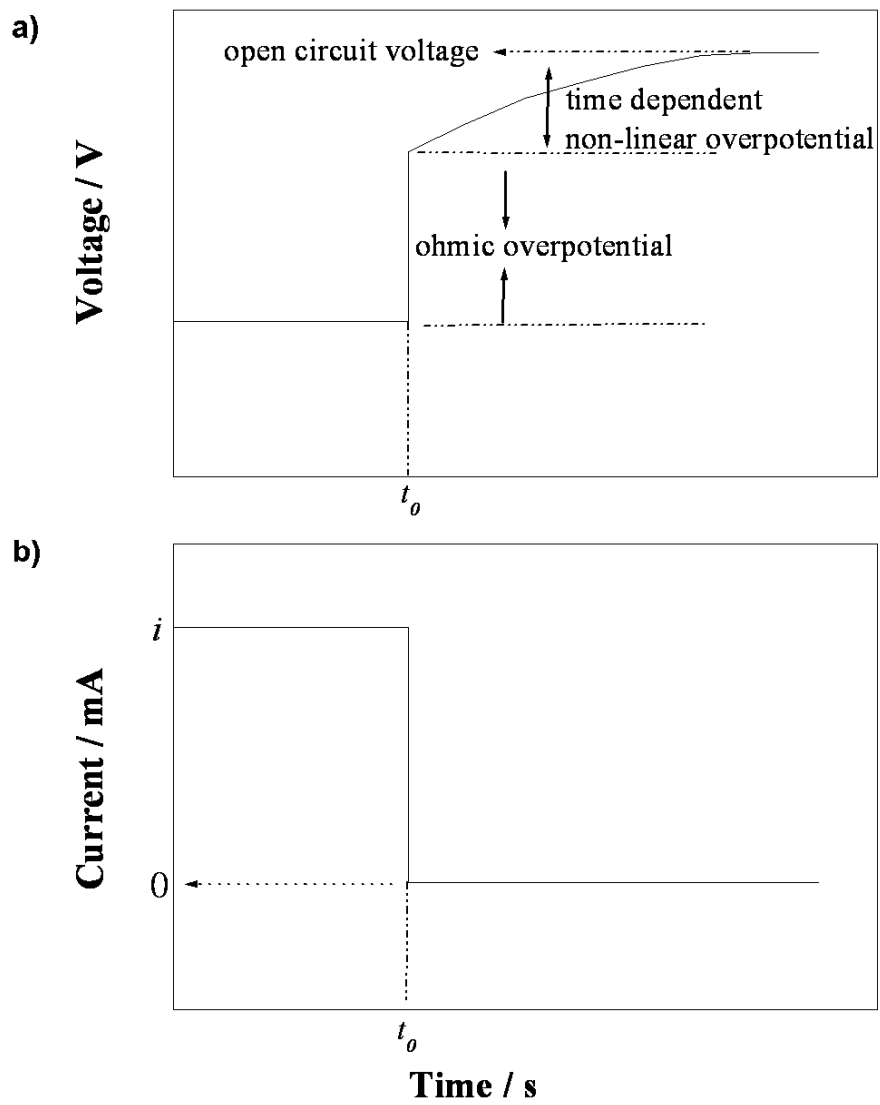 a)
open circuit voltage
time dependent
non-linear overpotential
ohmic overpotential
Voltage / V
t0
b)
i
Current / mA
0
t0
Time / s